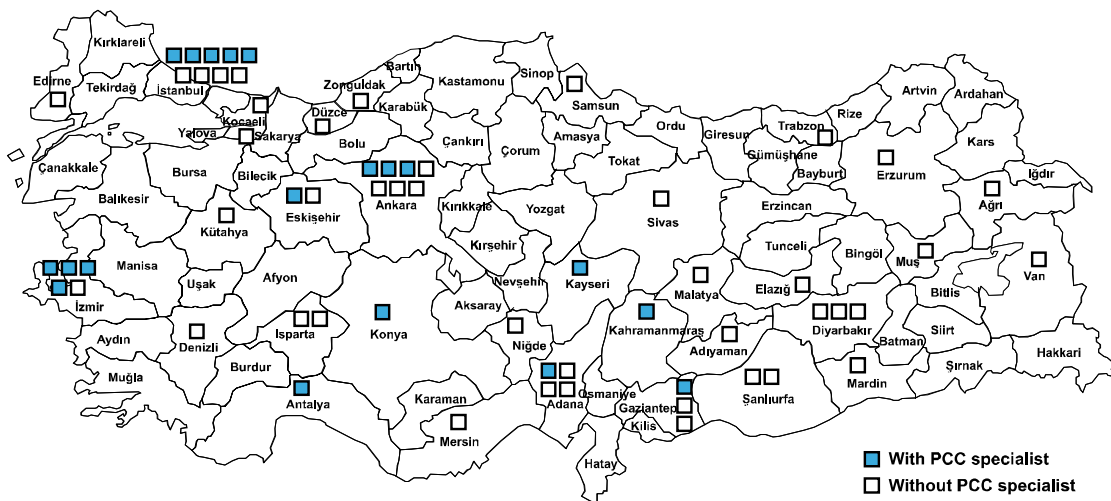 Kırklareli
Edirne
Tekirdağ
İstanbul
Kocaeli
Yalova
Sakarya
Düzce
Zonguldak
Bartın
Karabük
Kastamonu
Sinop
Samsun
Ordu
Giresun
Trabzon
Rize
Artvin
Ardahan
Kars
Iğdır
Ağrı
Erzurum
Bayburt
Gümüşhane
Çanakkale
Bursa
Bilecik
Bolu
Çankırı
Çorum
Amasya
Tokat
Balıkesir
Kütahya
Eskişehir
Ankara
Kırıkkale
Yozgat
Sivas
Erzincan
Tunceli
Bingöl
Muş
Van
Bitlis
Manisa
Uşak
Afyon
Kırşehir
Nevşehir
Kayseri
Malatya
Elazığ
Diyarbakır
Batman
Siirt
Şırnak
Hakkari
İzmir
Aydın
Denizli
Isparta
Konya
Aksaray
Niğde
Kahramanmaraş
Adıyaman
Mardin
Şanlıurfa
Muğla
Burdur
Antalya
Karaman
Mersin
Adana
Osmaniye
Gaziantep
Kilis
Hatay
With PCC specialist
Without PCC specialist